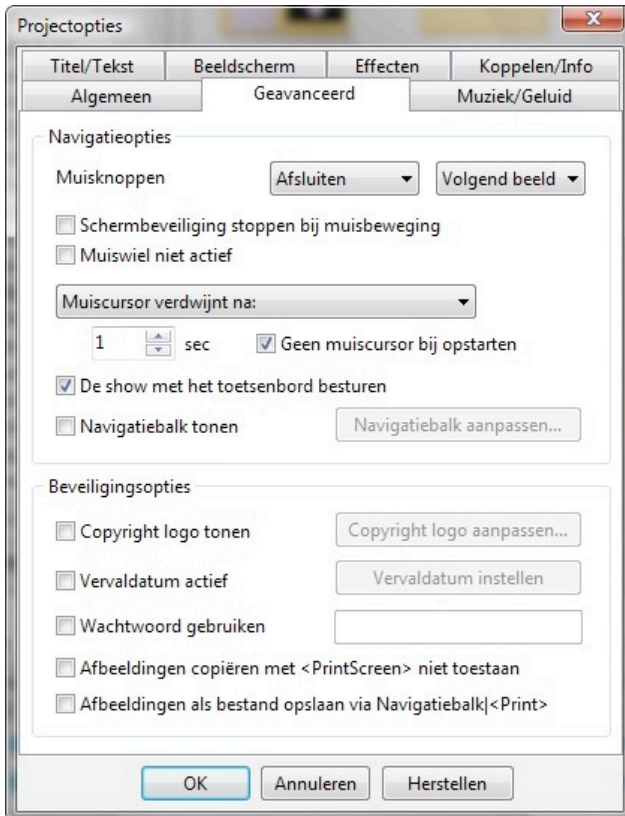 Projectopties
Titel/Tekst Beeldscherm Effecten Koppelen/Info
Algemeen Geavanceerd Muziek/Geluid
Navigatieopties
Muisknoppen Afsluiten Volgend beeld
Schermbeveiliging stoppen bij muisbeweging
Muiswiel niet actief
Muiscursor verdwijnt na:
1 sec Geen muiscursor bij opstarten
De show met het toetsenbord besturen
Navigatiebalk tonen Navigatiebalk aanpassen...
Beveiligingsopties
Copyright logo tonen Copyright logo aanpassen...
Vervaldatum actief Vervaldatum instellen
Wachtwoord gebruiken
Afbeeldingen copiëren met <PrintScreen> niet toestaan
Afbeeldingen als bestand opslaan via Navigatiebalk|<Print>
OK Annuleren Herstellen